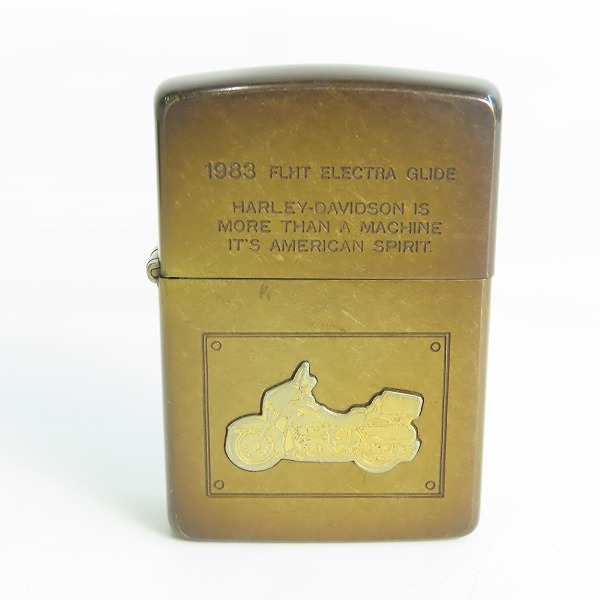 1983 FLHT ELECTRA GLIDE
HARLEY-DAVIDSON IS
MORE THAN A MACHINE
IT'S AMERICAN SPIRIT.